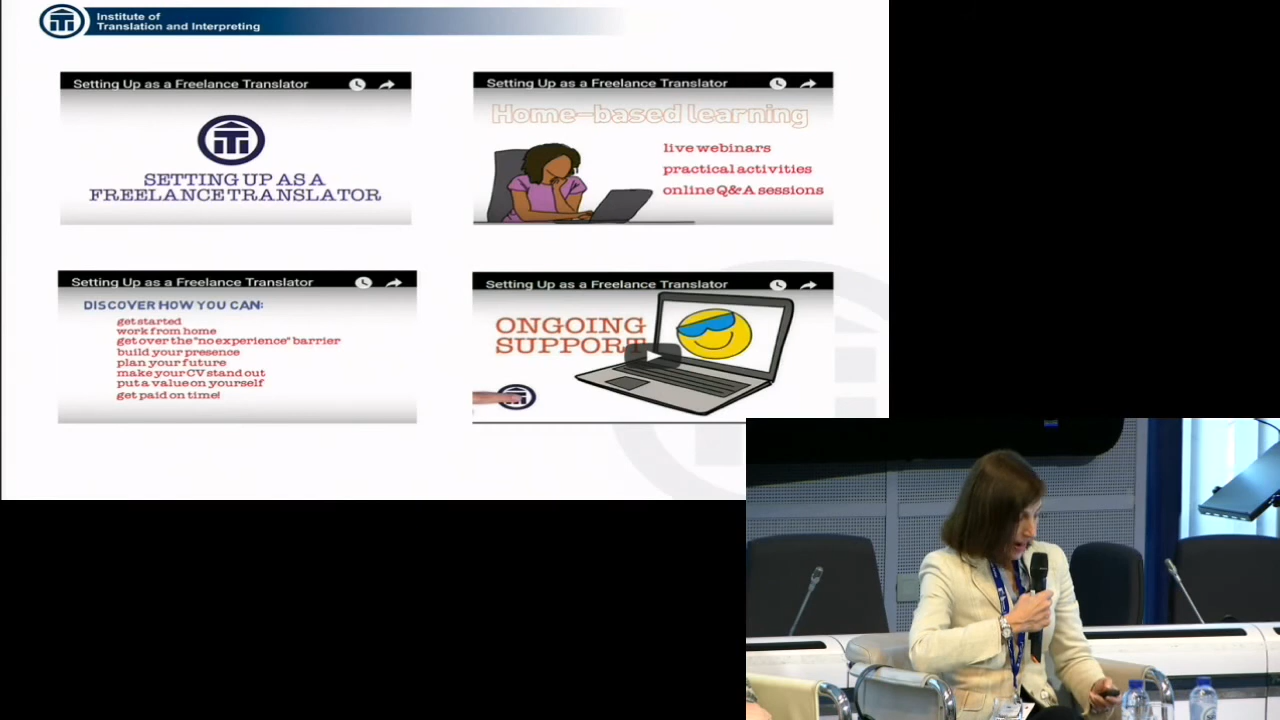 Institute of
Translation and Interpreting
Setting Up as a Freelance Translator
SETTING UP AS A
FREELANCE TRANSLATOR
Setting Up as a Freelance Translator
Home-based learning
live webinars
practical activities
online Q&A sessions
Setting Up as a Freelance Translator
DISCOVER HOW YOU CAN:
get started
work from home
get over the "no experience" barrier
build your presence
plan your future
make your CV stand out
put a value on yourself
get paid on time!
Setting Up as a Freelance Translator
ONGOING
SUPPORT